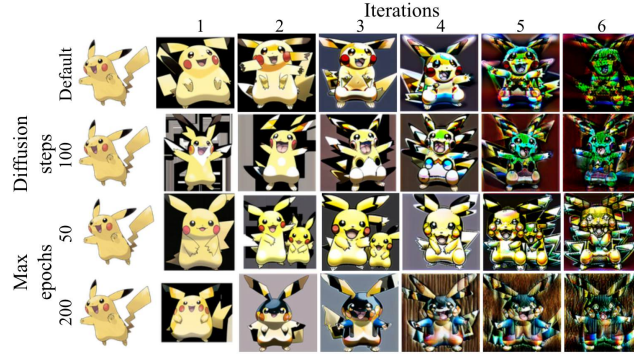 Iterations
1 2 3 4 5 6
Default
Diffusion
steps
100
Max
epochs
50
200